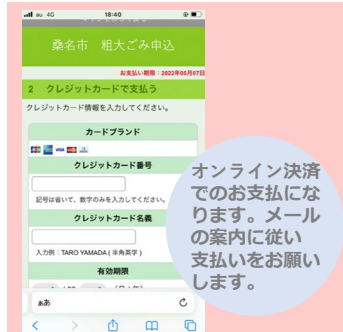 au 4G 18:40
桑名市 粗大ごみ申込
お支払い期限：2022年05月07日
2 クレジットカードで支払う
クレジットカード情報を入力してください。
カードブランド
VISA
クレジットカード番号
記号は省いて、数字のみを入力してください。
クレジットカード名義
入力例：TARO YAMADA ( 半角英字 )
有効期限
ああ
オンライン決済
でのお支払にな
ります。メール
の案内に従い
支払いをお願い
します。